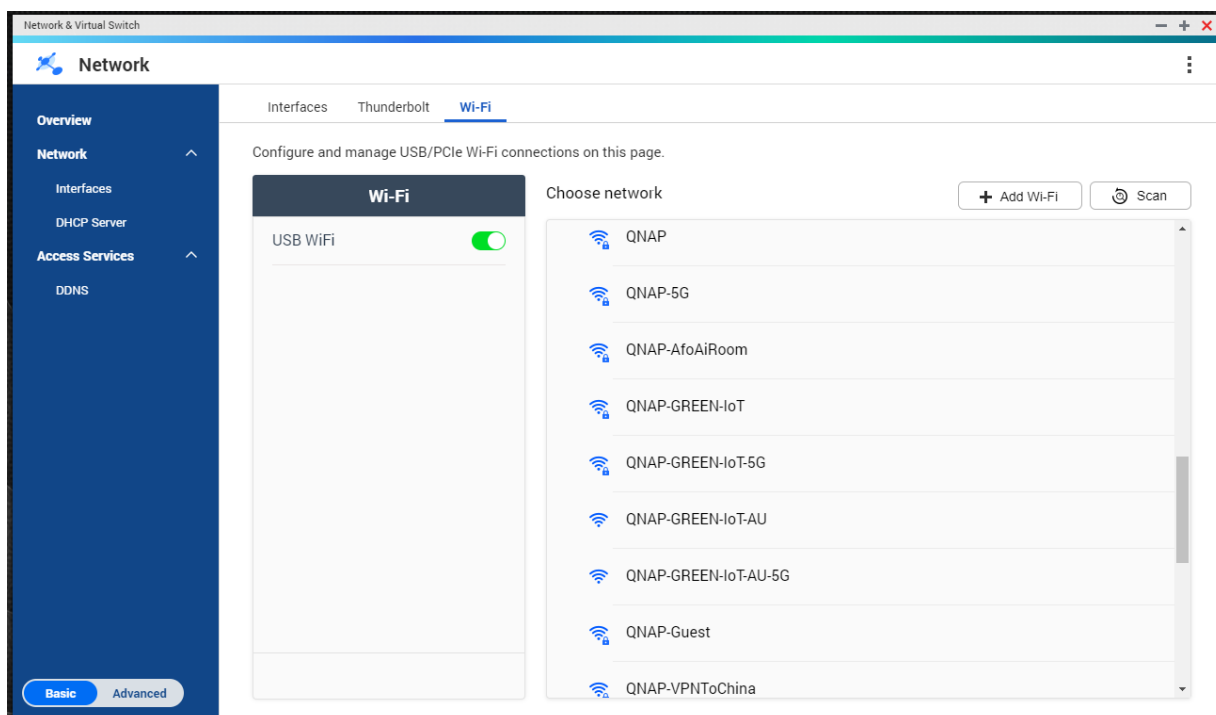 Network & Virtual Switch
Network
Overview
Network
Interfaces
DHCP Server
Access Services
DDNS
Basic
Advanced
Interfaces Thunderbolt Wi-Fi
Configure and manage USB/PCIe Wi-Fi connections on this page.
Wi-Fi
USB WiFi
Choose network
+ Add Wi-Fi
Scan
QNAP
QNAP-5G
QNAP-AfoAiRoom
QNAP-GREEN-IoT
QNAP-GREEN-IoT-5G
QNAP-GREEN-IoT-AU
QNAP-GREEN-IoT-AU-5G
QNAP-Guest
QNAP-VPNToChina